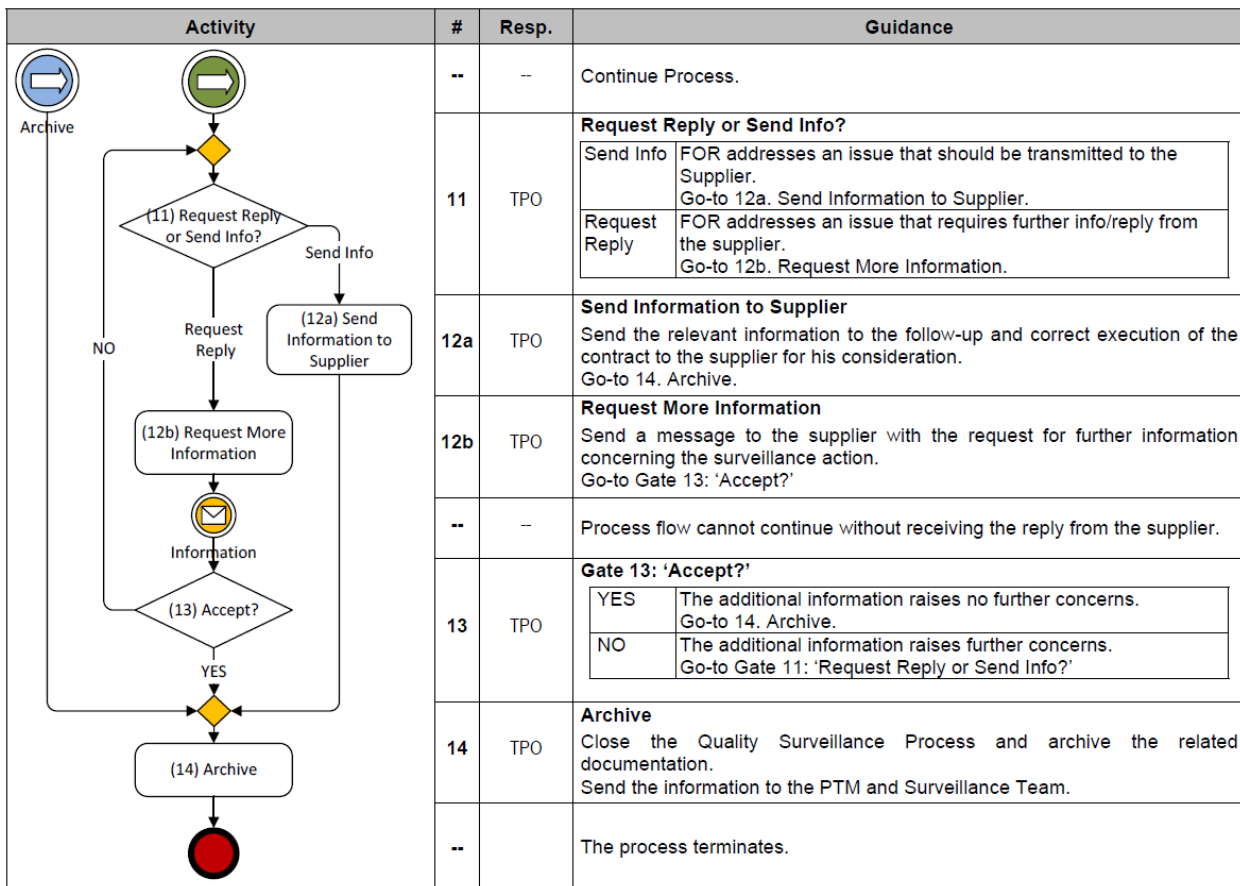 Activity
#
Resp.
Guidance
Archive
(11) Request Reply
or Send Info?
Send Info
(12a) Send
Information to
Supplier
Request
Reply
NO
(12b) Request More
Information
Information
(13) Accept?
YES
(14) Archive
--
--
Continue Process.
11
TPO
Request Reply or Send Info?
Send Info
FOR addresses an issue that should be transmitted to the
Supplier.
Go-to 12a. Send Information to Supplier.
Request
Reply
FOR addresses an issue that requires further info/reply from
the supplier.
Go-to 12b. Request More Information.
12a
TPO
Send Information to Supplier
Send the relevant information to the follow-up and correct execution of the
contract to the supplier for his consideration.
Go-to 14. Archive.
12b
TPO
Request More Information
Send a message to the supplier with the request for further information
concerning the surveillance action.
Go-to Gate 13: ‘Accept?’
--
--
Process flow cannot continue without receiving the reply from the supplier.
13
TPO
Gate 13: ‘Accept?’
YES
The additional information raises no further concerns.
Go-to 14. Archive.
NO
The additional information raises further concerns.
Go-to Gate 11: ‘Request Reply or Send Info?’
14
TPO
Archive
Close the Quality Surveillance Process and archive the related
documentation.
Send the information to the PTM and Surveillance Team.
--
The process terminates.